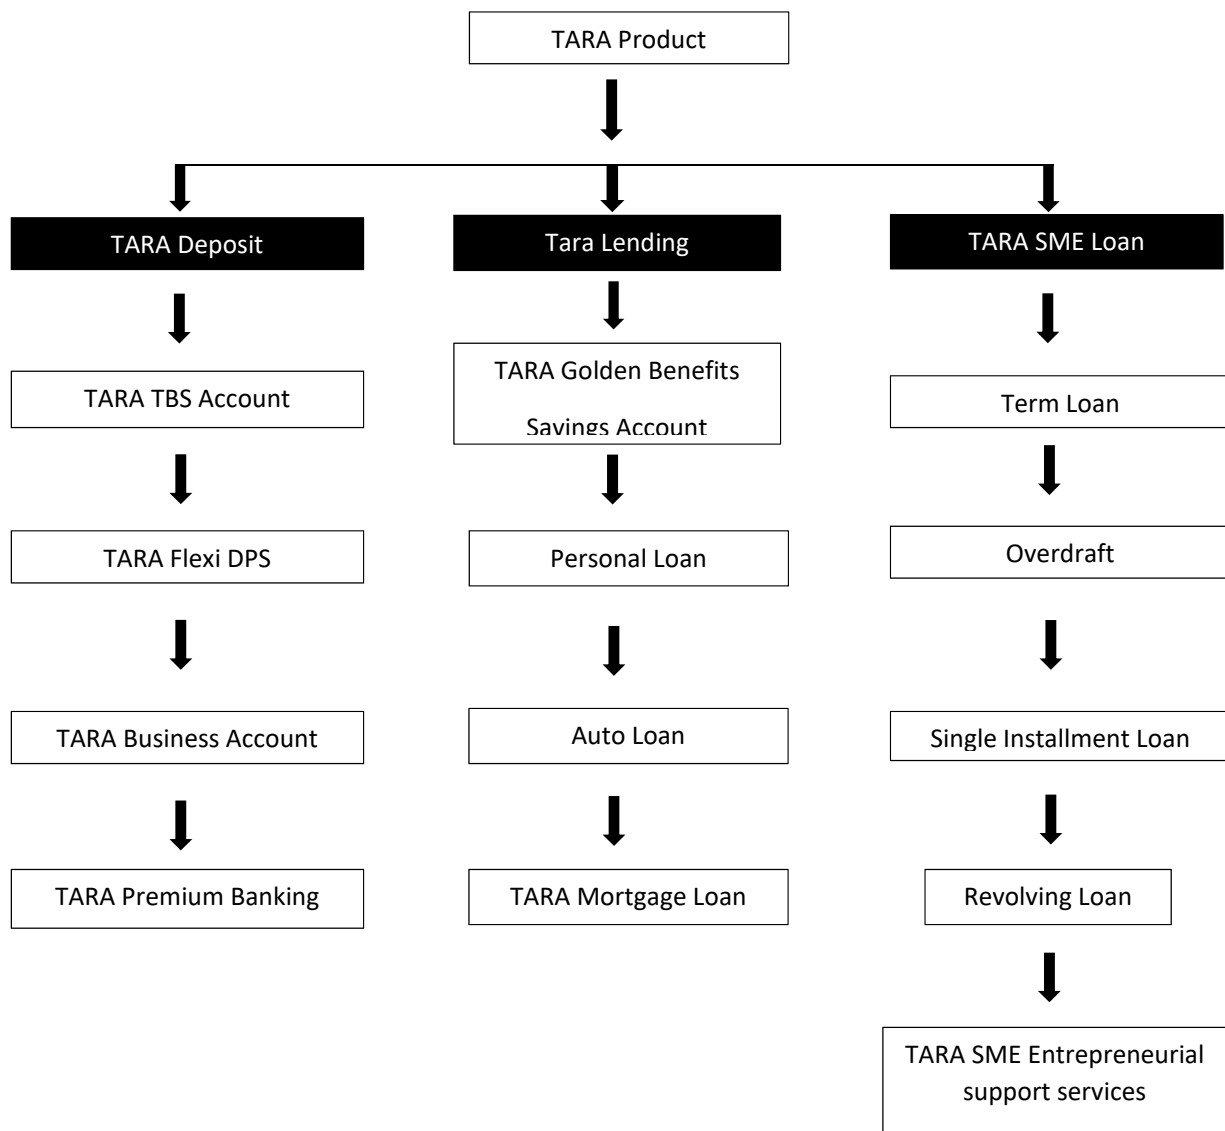 TARA Product
TARA Deposit
Tara Lending
TARA SME Loan
TARA TBS Account
TARA Golden Benefits
Savings Account
Term Loan
TARA Flexi DPS
Personal Loan
Overdraft
TARA Business Account
Auto Loan
Single Installment Loan
TARA Premium Banking
TARA Mortgage Loan
Revolving Loan
TARA SME Entrepreneurial
support services